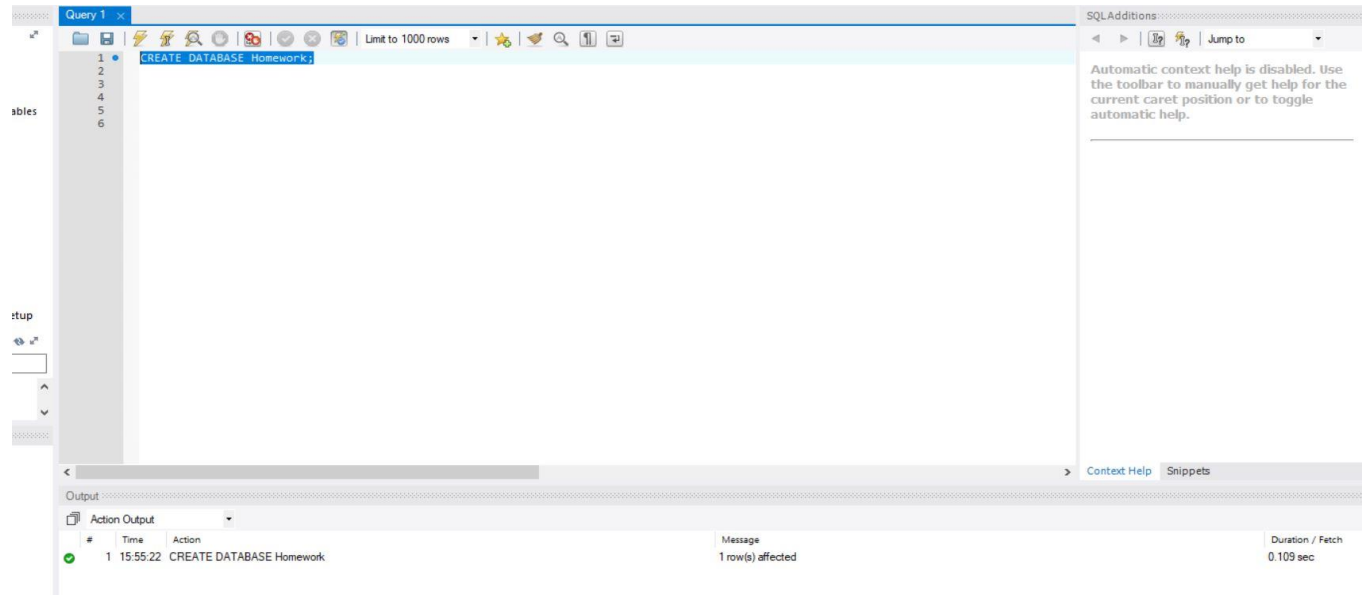 Query 1
SQLAdditions
Limit to 1000 rows
Jump to
1 CREATE DATABASE Homework;
2
3
4
5
6
ables
etup
Automatic context help is disabled. Use
the toolbar to manually get help for the
current caret position or to toggle
automatic help.
Context Help Snippets
Output
Action Output
# Time Action Message Duration / Fetch
1 15:55:22 CREATE DATABASE Homework 1 row(s) affected 0.109 sec